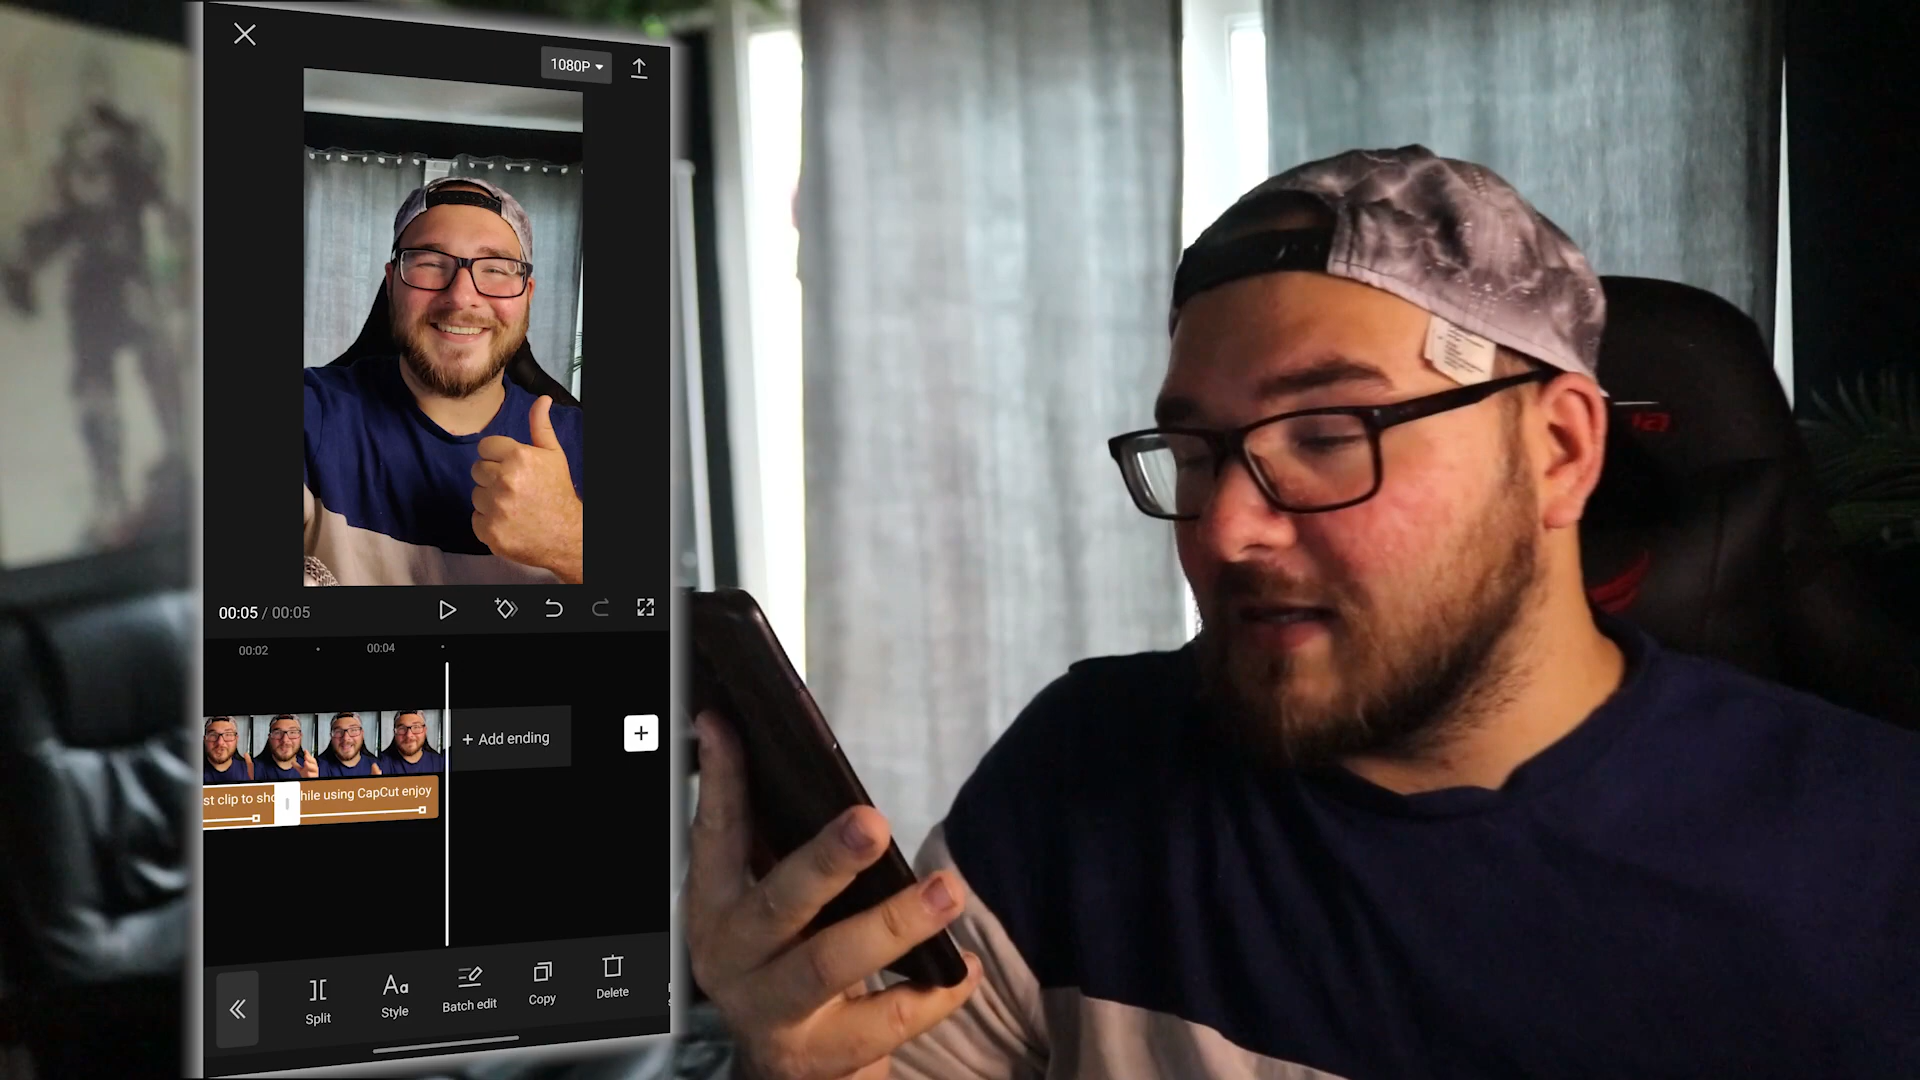 1080P
00:05 / 00:05
00:02 00:04
+ Add ending
st clip to sho hile using CapCut enjoy
Split Style Batch edit Copy Delete